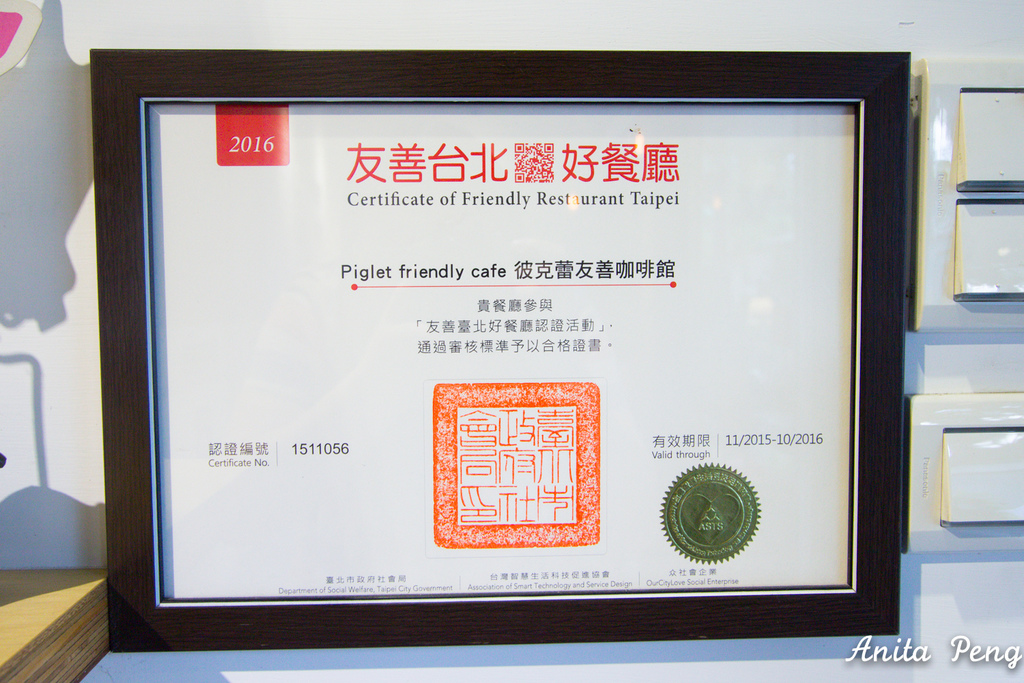 2016
友善台北好餐廳
Certificate of Friendly Restaurant Taipei
Piglet friendly cafe 彼克蕾友善咖啡館
貴餐廳參與
「友善臺北好餐廳認證活動」,
通過審核標準予以合格證書。
認證編號 1511056
Certificate No.
有效期限 11/2015-10/2016
Valid through
臺北市政府社會局印
ASTS
臺北市政府社會局 台灣智慧生活科技促進協會 众社會企業
Department of Social Welfare, Taipei City Government Association of Smart Technology and Service Design OurCityLove Social Enterprise
Panasonic
Anita Peng